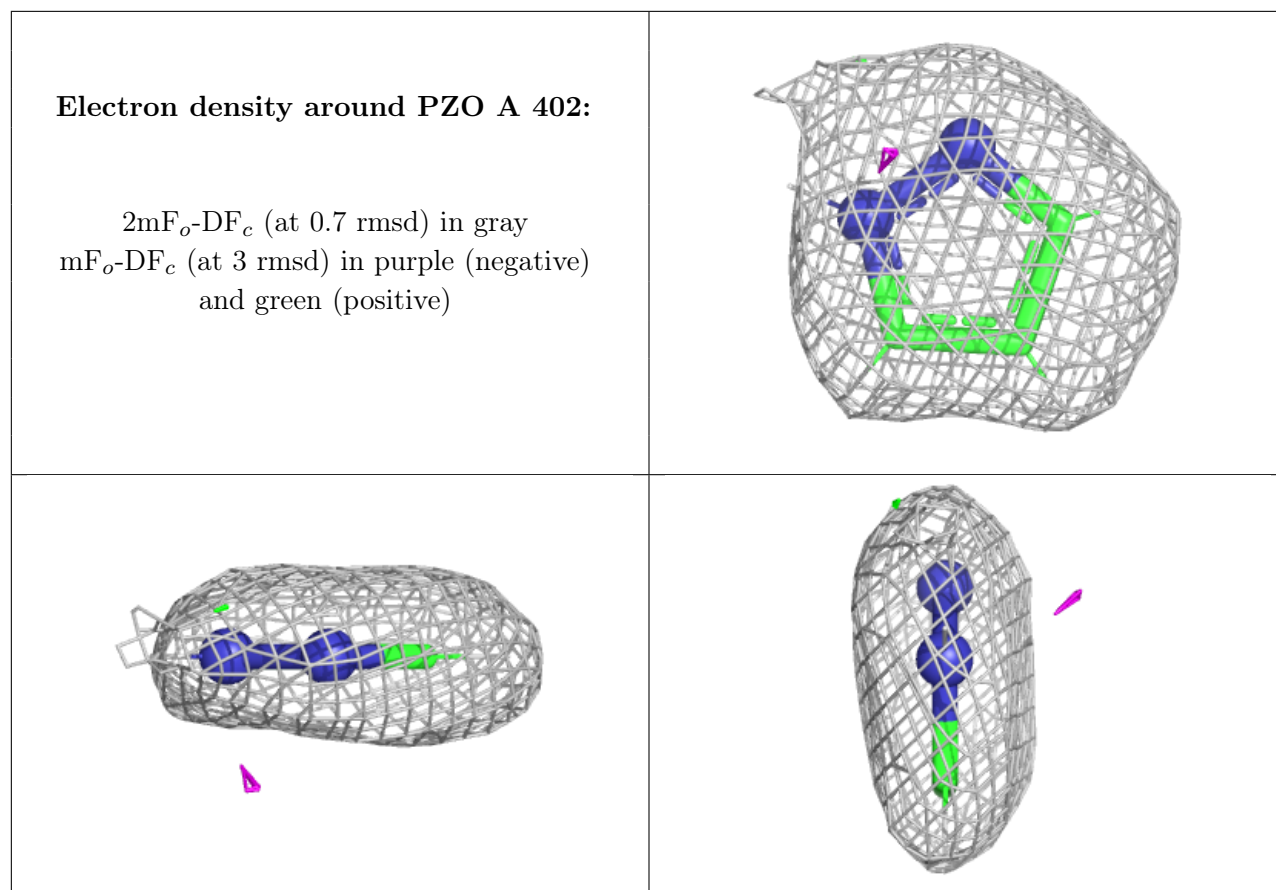 Electron density around PZO A 402:
2mFo-DFc (at 0.7 rmsd) in gray
mFo-DFc (at 3 rmsd) in purple (negative)
and green (positive)